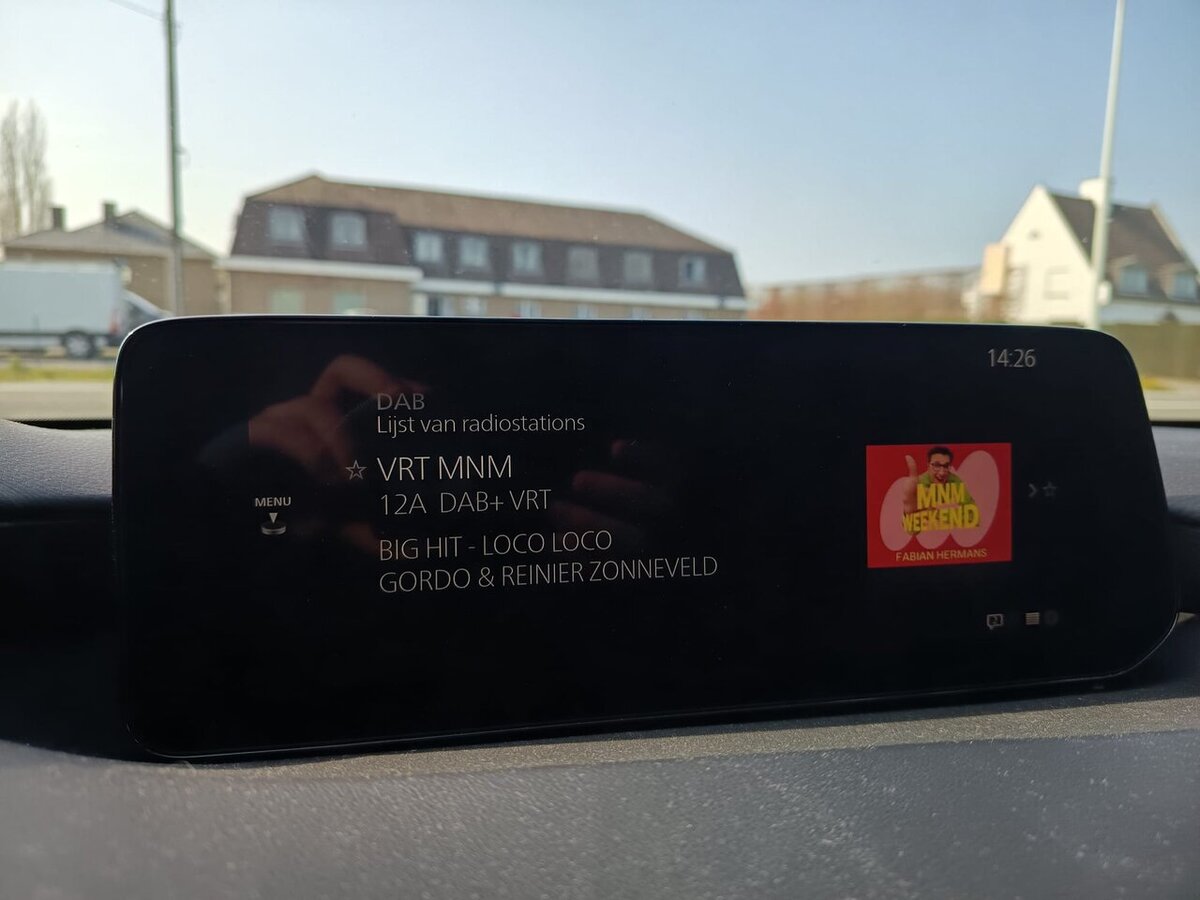 14:26
DAB
Lijst van radiostations
VRT MNM
12A DAB+ VRT
MENU
BIG HIT - LOCO LOCO
GORDO & REINIER ZONNEVELD
MNM
WEEKEND
FABIAN HERMANS